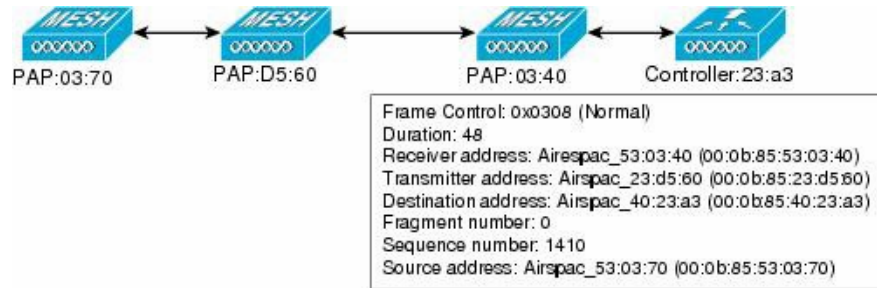 MESH
MESH
MESH
PAP:03:70
PAP:D5:60
PAP:03:40
Controller:23:a3
Frame Control: 0x0308 (Normal)
Duration: 48
Receiver address: Airespac_53:03:40 (00:0b:85:53:03:40)
Transmitter address: Airspac_23:d5:60 (00:0b:85:23:d5:60)
Destination address: Airspac_40:23:a3 (00:0b:85:40:23:a3)
Fragment number: 0
Sequence number: 1410
Source address: Airspac_53:03:70 (00:0b:85:53:03:70)